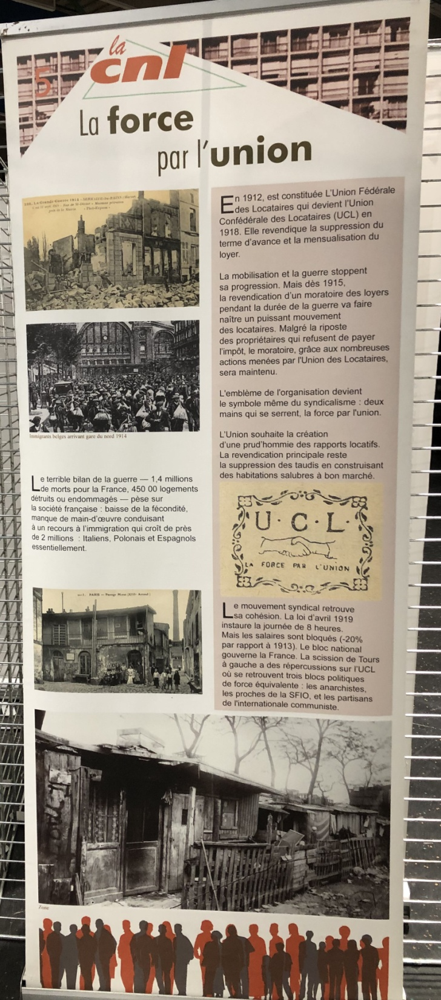 la
cnl
5
La force
par l'union
Immigrants belges arrivant gare du nord 1914
Le terrible bilan de la guerre — 1,4 millions
de morts pour la France, 450 00 logements
détruits ou endommagés — pèse sur
la société française : baisse de la fécondité,
manque de main-d'œuvre conduisant
à un recours à l'immigration qui croît de près
de 2 millions : Italiens, Polonais et Espagnols
essentiellement.
PARIS — Passage Moret (XIIIe Arrond.)
Zone
En 1912, est constituée L'Union Fédérale
des Locataires qui devient l'Union
Confédérale des Locataires (UCL) en
1918. Elle revendique la suppression du
terme d'avance et la mensualisation du
loyer.
La mobilisation et la guerre stoppent
sa progression. Mais dès 1915,
la revendication d'un moratoire des loyers
pendant la durée de la guerre va faire
naître un puissant mouvement
des locataires. Malgré la riposte
des propriétaires qui refusent de payer
l'impôt, le moratoire, grâce aux nombreuses
actions menées par l'Union des Locataires,
sera maintenu.
L'emblème de l'organisation devient
le symbole même du syndicalisme : deux
mains qui se serrent, la force par l'union.
L'Union souhaite la création
d'une prud'hommie des rapports locatifs.
La revendication principale reste
la suppression des taudis en construisant
des habitations salubres à bon marché.
U · C · L ·
LA FORCE PAR L'UNION
Le mouvement syndical retrouve
sa cohésion. La loi d'avril 1919
instaure la journée de 8 heures.
Mais les salaires sont bloqués (-20%
par rapport à 1913). Le bloc national
gouverne la France. La scission de Tours
à gauche a des répercussions sur l'UCL
où se retrouvent trois blocs politiques
de force équivalente : les anarchistes,
les proches de la SFIO, et les partisans
de l'internationale communiste.